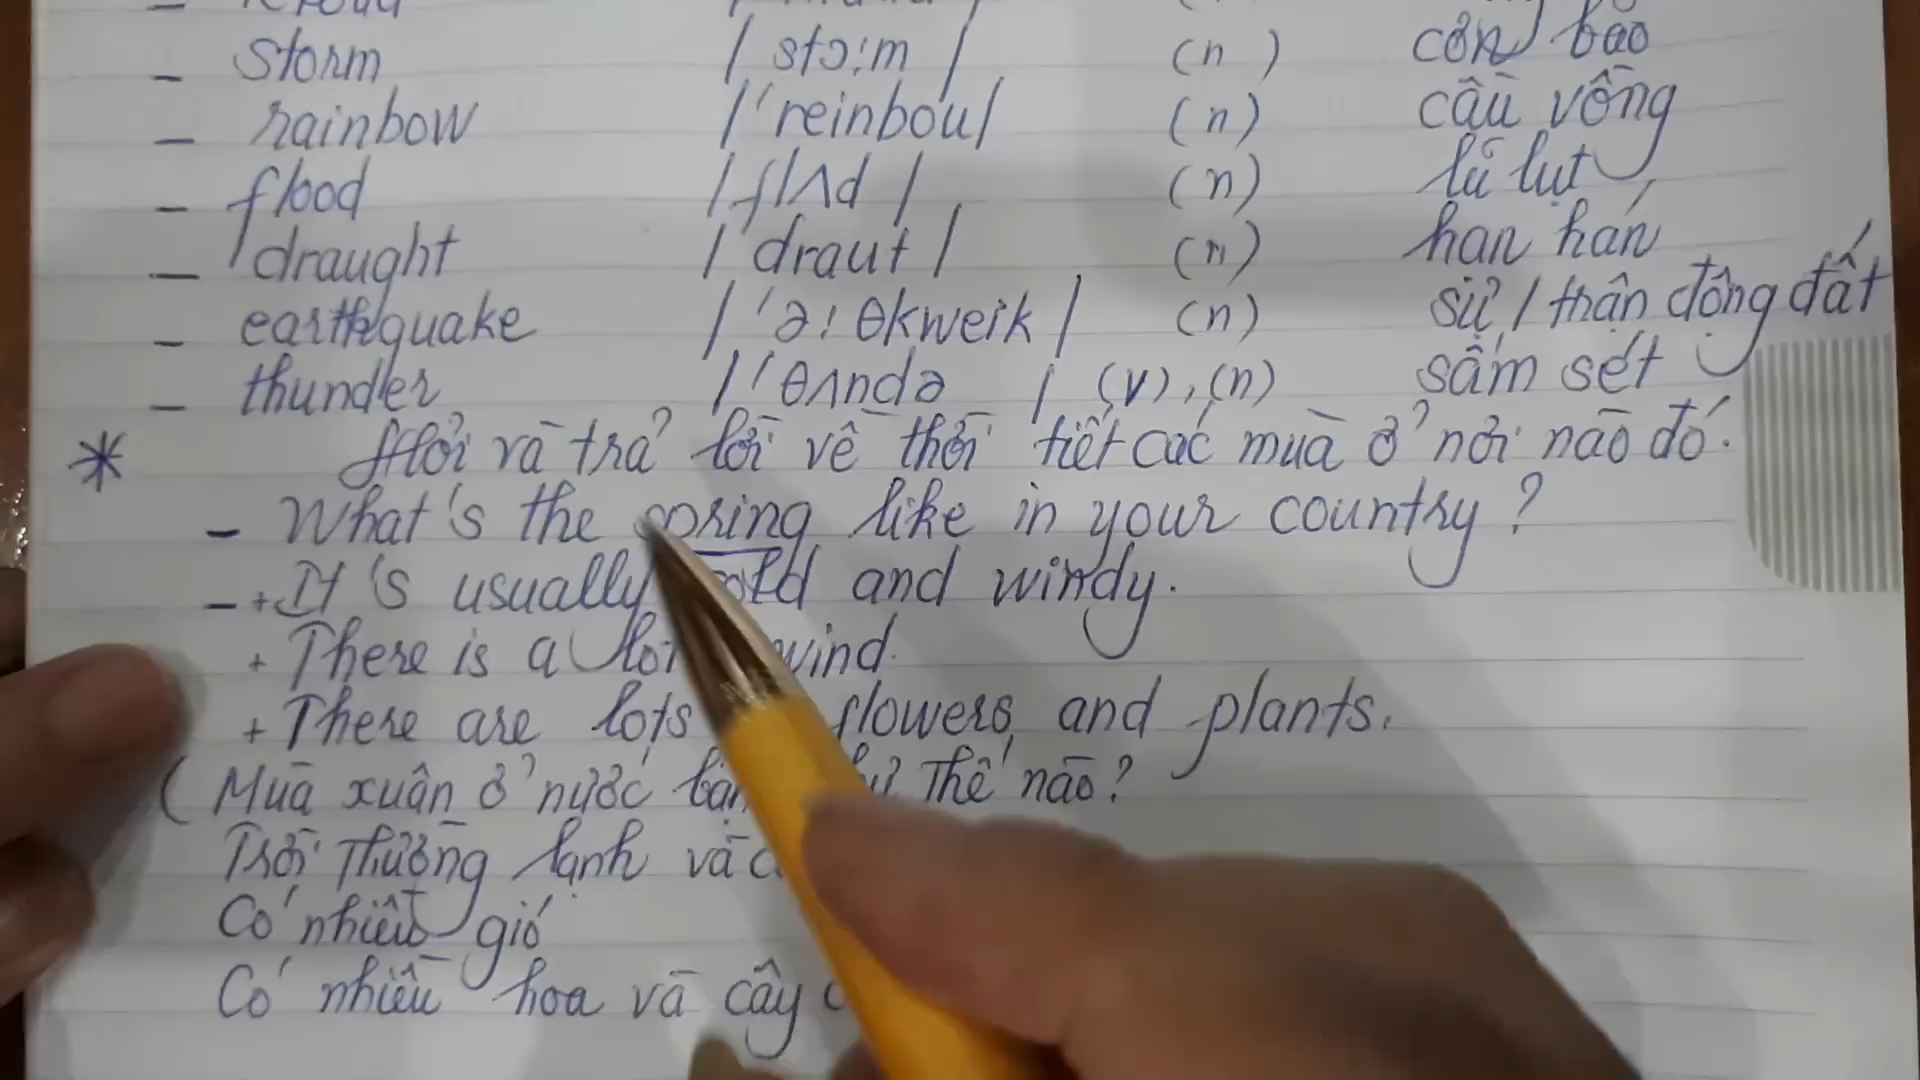 - storm /stɔ:m/ (n) cơn bão
- rainbow /'reinbou/ (n) cầu vồng
- flood /flʌd/ (n) lũ lụt
- draught /'draut/ (n) hạn hán
- earthquake /'ə:θkweik/ (n) sự/trận động đất
- thunder /'θʌndə/ (v),(n) sấm sét
* Hỏi và trả lời về thời tiết các mùa ở nơi nào đó.
- What's the spring like in your country?
- + It's usually cold and windy.
+ There is a lot wind.
+ There are lots flowers and plants.
(Mùa xuân ở nước bạn thế nào?
Trời thường lạnh và
Có nhiều gió
Có nhiều hoa và cây